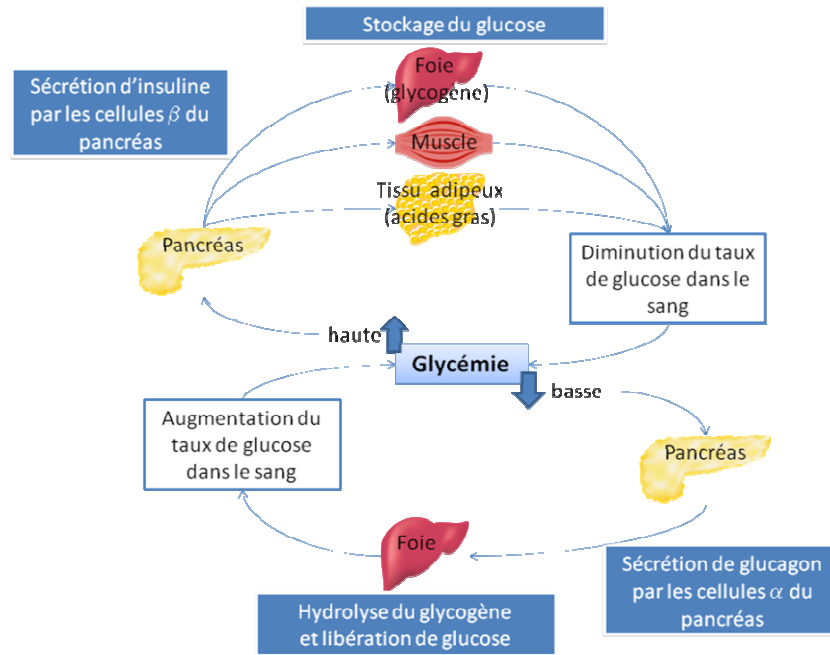 Stockage du glucose
Foie
(glycogène)
Sécrétion d'insuline
par les cellules β du
pancréas
Muscle
Tissu adipeux
(acides gras)
Pancréas
Diminution du taux
de glucose dans le
sang
haute
Glycémie
basse
Augmentation du
taux de glucose
dans le sang
Pancréas
Foie
Sécrétion de glucagon
par les cellules α du
pancréas
Hydrolyse du glycogène
et libération de glucose